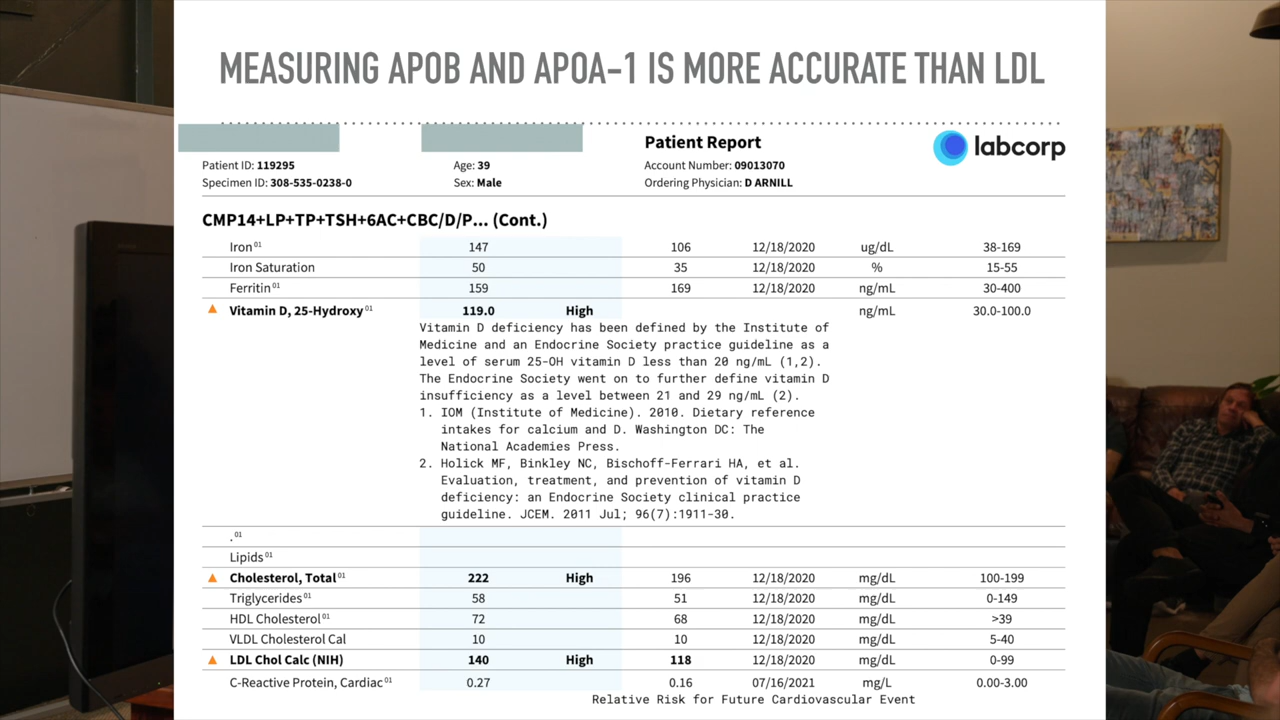 MEASURING APOB AND APOA-1 IS MORE ACCURATE THAN LDL
Patient Report
labcorp
Patient ID: 119295 Age: 39 Account Number: 09013070
Specimen ID: 308-535-0238-0 Sex: Male Ordering Physician: D ARNILL
CMP14+LP+TP+TSH+6AC+CBC/D/P... (Cont.)
Iron 01 147 106 12/18/2020 ug/dL 38-169
Iron Saturation 50 35 12/18/2020 % 15-55
Ferritin 01 159 169 12/18/2020 ng/mL 30-400
Vitamin D, 25-Hydroxy 01 119.0 High ng/mL 30.0-100.0
Vitamin D deficiency has been defined by the Institute of
Medicine and an Endocrine Society practice guideline as a
level of serum 25-OH vitamin D less than 20 ng/mL (1,2).
The Endocrine Society went on to further define vitamin D
insufficiency as a level between 21 and 29 ng/mL (2).
1. IOM (Institute of Medicine). 2010. Dietary reference
intakes for calcium and D. Washington DC: The
National Academies Press.
2. Holick MF, Binkley NC, Bischoff-Ferrari HA, et al.
Evaluation, treatment, and prevention of vitamin D
deficiency: an Endocrine Society clinical practice
guideline. JCEM. 2011 Jul; 96(7):1911-30.
. 01
Lipids 01
Cholesterol, Total 01 222 High 196 12/18/2020 mg/dL 100-199
Triglycerides 01 58 51 12/18/2020 mg/dL 0-149
HDL Cholesterol 01 72 68 12/18/2020 mg/dL >39
VLDL Cholesterol Cal 10 10 12/18/2020 mg/dL 5-40
LDL Chol Calc (NIH) 140 High 118 12/18/2020 mg/dL 0-99
C-Reactive Protein, Cardiac 01 0.27 0.16 07/16/2021 mg/L 0.00-3.00
Relative Risk for Future Cardiovascular Event